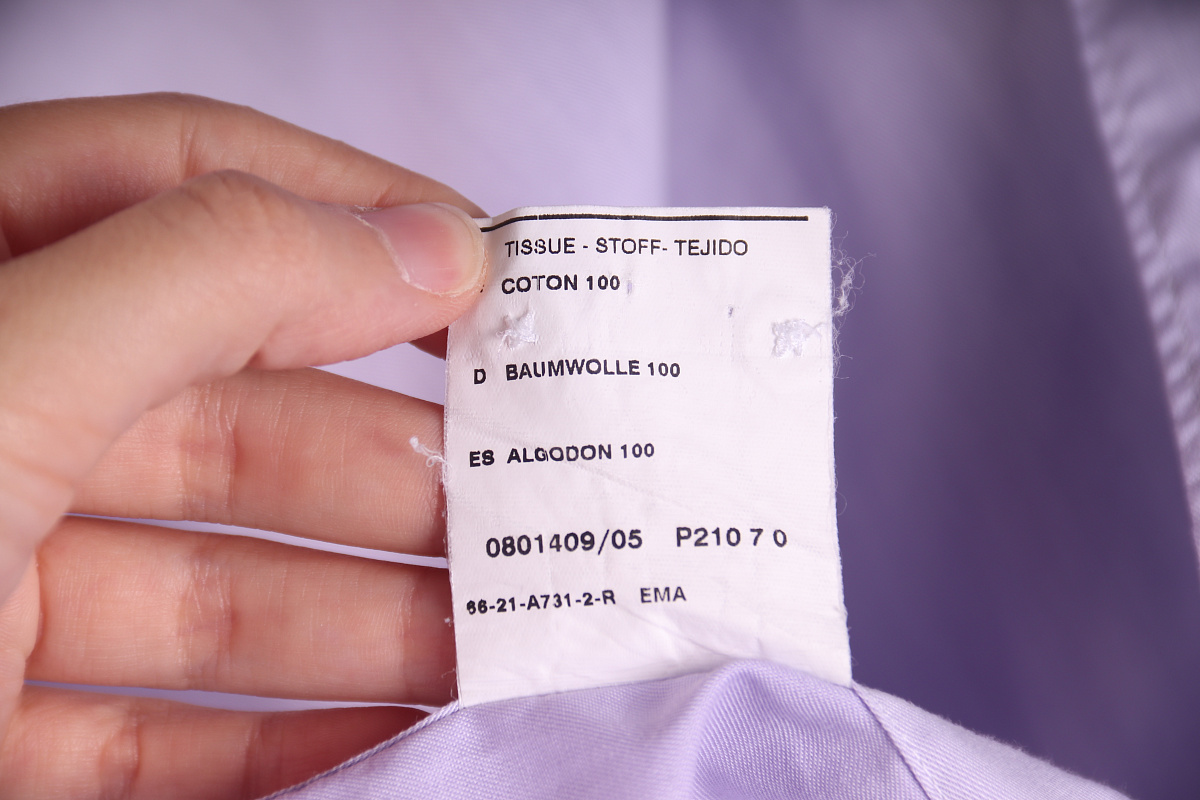 TISSUE - STOFF- TEJIDO
COTON 100
D BAUMWOLLE 100
ES ALGODON 100
0801409/05 P210 7 0
66-21-A731-2-R EMA